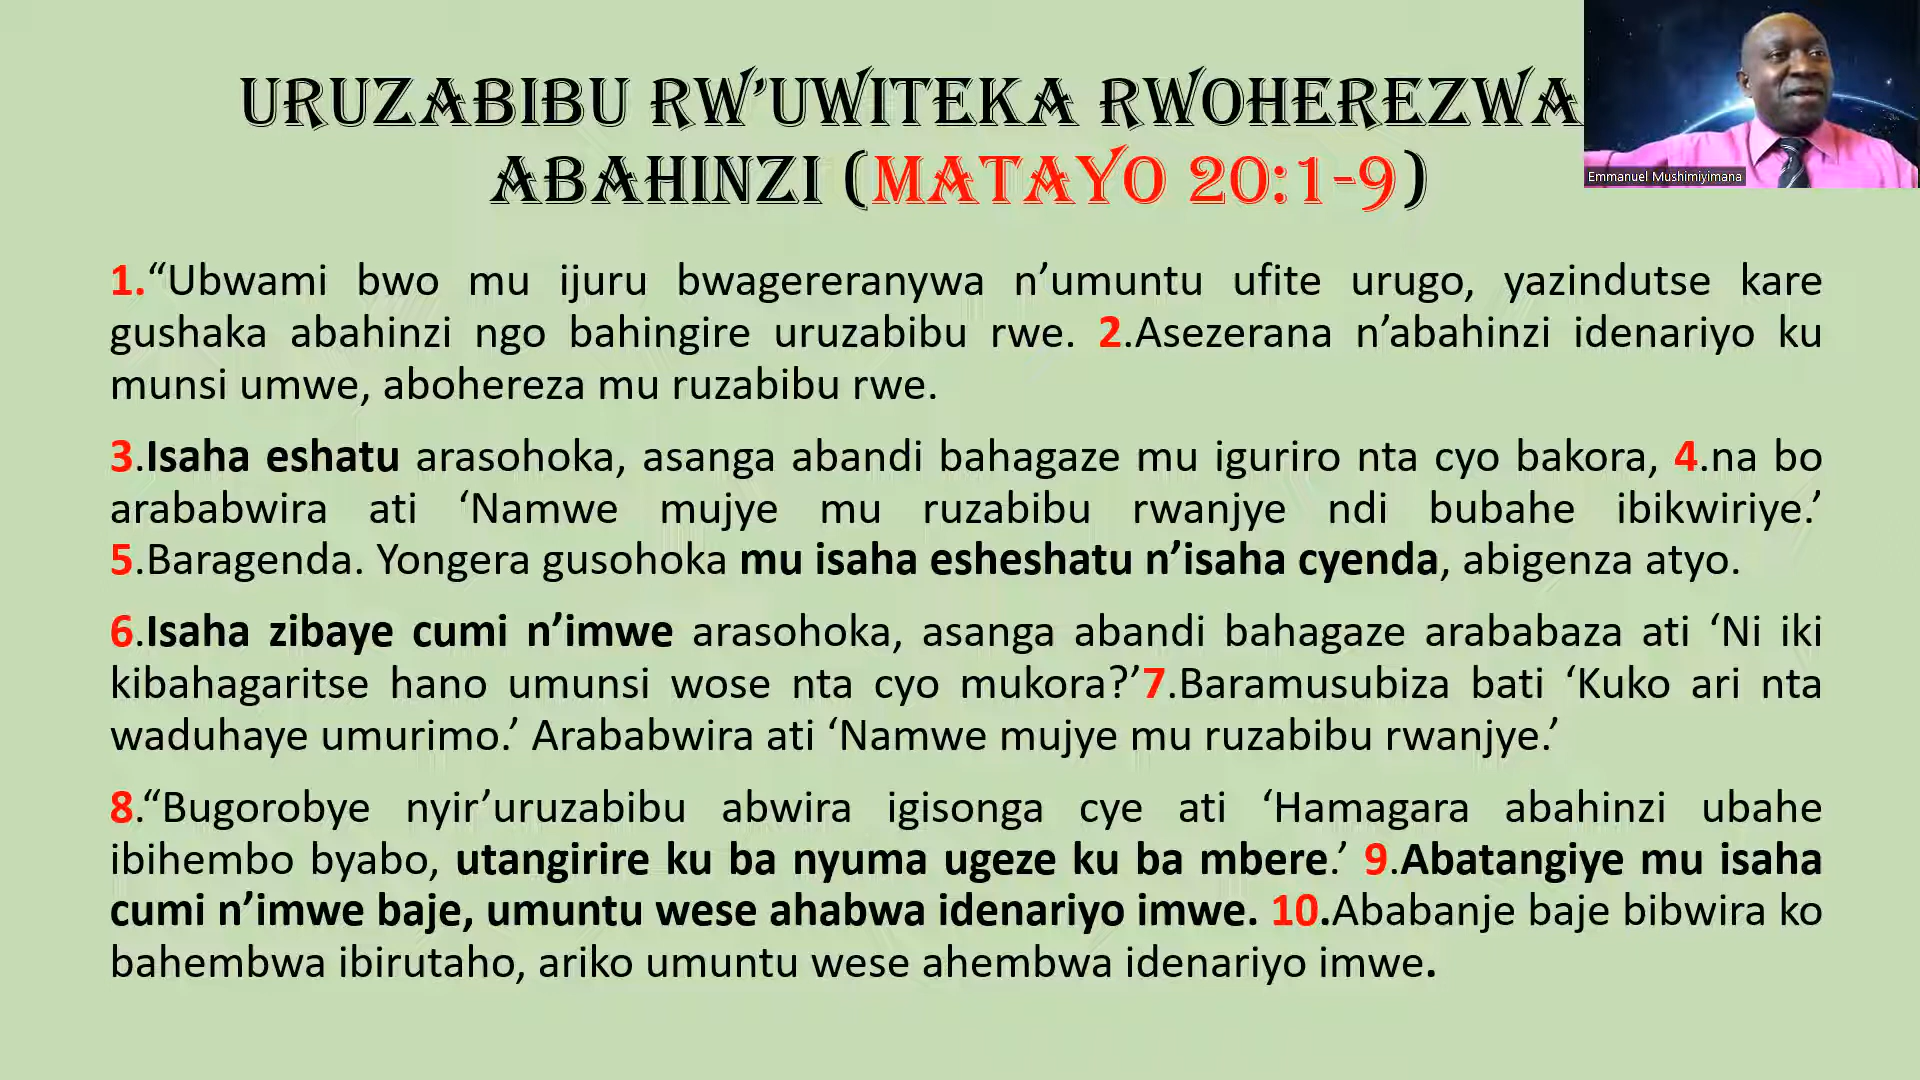 URUZABIBU RW’UWITEKA RWOHEREZWA
ABAHINZI (MATAYO 20:1-9)
Emmanuel Mushimiyimana
1.“Ubwami bwo mu ijuru bwagereranywa n’umuntu ufite urugo, yazindutse kare
gushaka abahinzi ngo bahingire uruzabibu rwe. 2.Asezerana n’abahinzi idenariyo ku
munsi umwe, abohereza mu ruzabibu rwe.
3.Isaha eshatu arasohoka, asanga abandi bahagaze mu iguriro nta cyo bakora, 4.na bo
arababwira ati ‘Namwe mujye mu ruzabibu rwanjye ndi bubahe ibikwiriye.’
5.Baragenda. Yongera gusohoka mu isaha esheshatu n’isaha cyenda, abigenza atyo.
6.Isaha zibaye cumi n’imwe arasohoka, asanga abandi bahagaze arababaza ati ‘Ni iki
kibahagaritse hano umunsi wose nta cyo mukora?’7.Baramusubiza bati ‘Kuko ari nta
waduhaye umurimo.’ Arababwira ati ‘Namwe mujye mu ruzabibu rwanjye.’
8.“Bugorobye nyir’uruzabibu abwira igisonga cye ati ‘Hamagara abahinzi ubahe
ibihembo byabo, utangirire ku ba nyuma ugeze ku ba mbere.’ 9.Abatangiye mu isaha
cumi n’imwe baje, umuntu wese ahabwa idenariyo imwe. 10.Ababanje baje bibwira ko
bahembwa ibirutaho, ariko umuntu wese ahembwa idenariyo imwe.